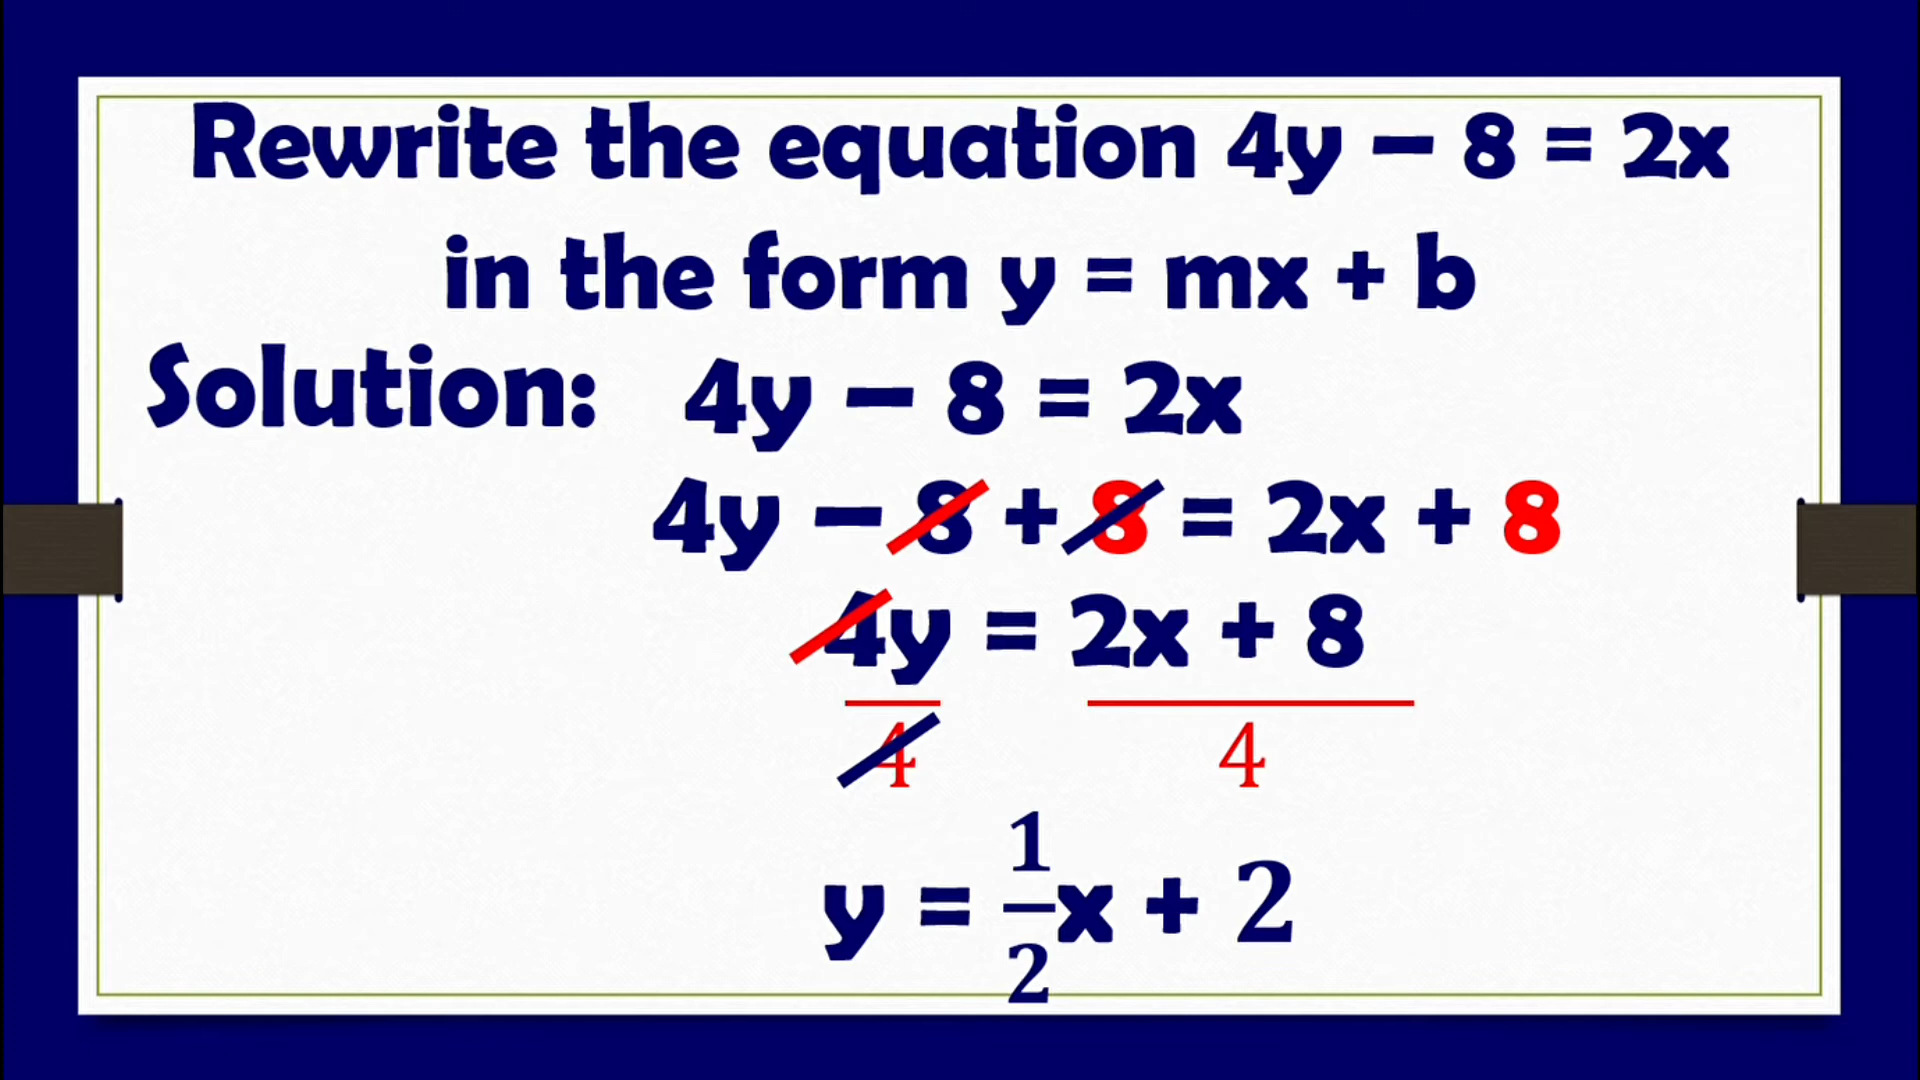 Rewrite the equation 4y – 8 = 2x
in the form y = mx + b
Solution: 4y – 8 = 2x
4y – 8 + 8 = 2x + 8
4y = 2x + 8
4 4
y = 1/2x + 2